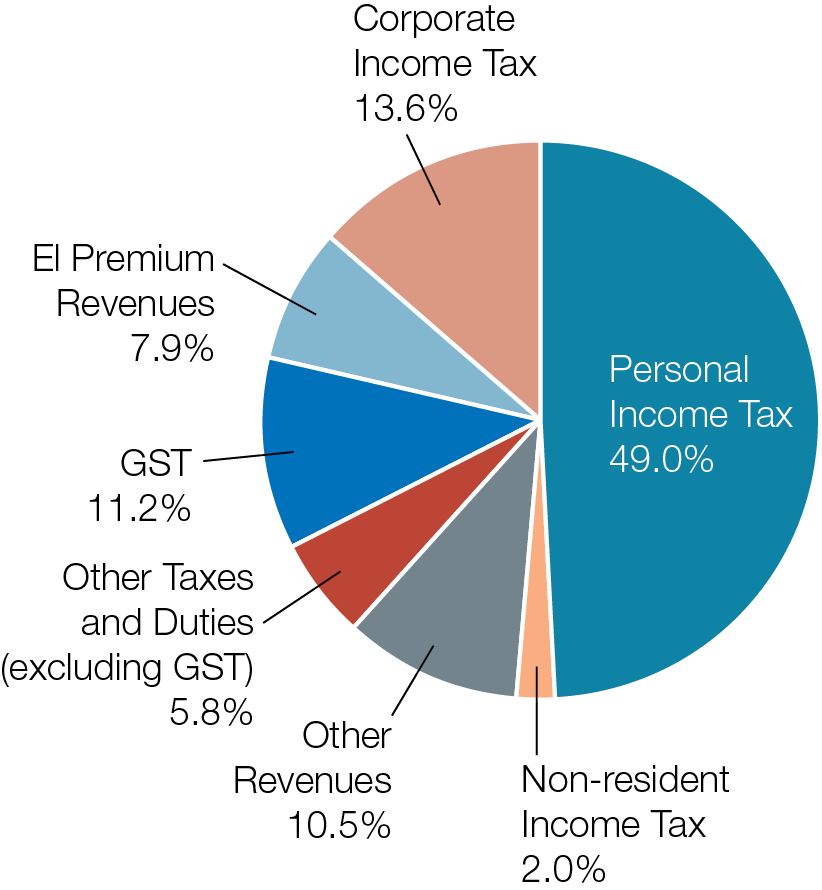 Corporate
Income Tax
13.6%
EI Premium
Revenues
7.9%
Personal
Income Tax
49.0%
GST
11.2%
Other Taxes
and Duties
(excluding GST)
5.8%
Other
Revenues
10.5%
Non-resident
Income Tax
2.0%